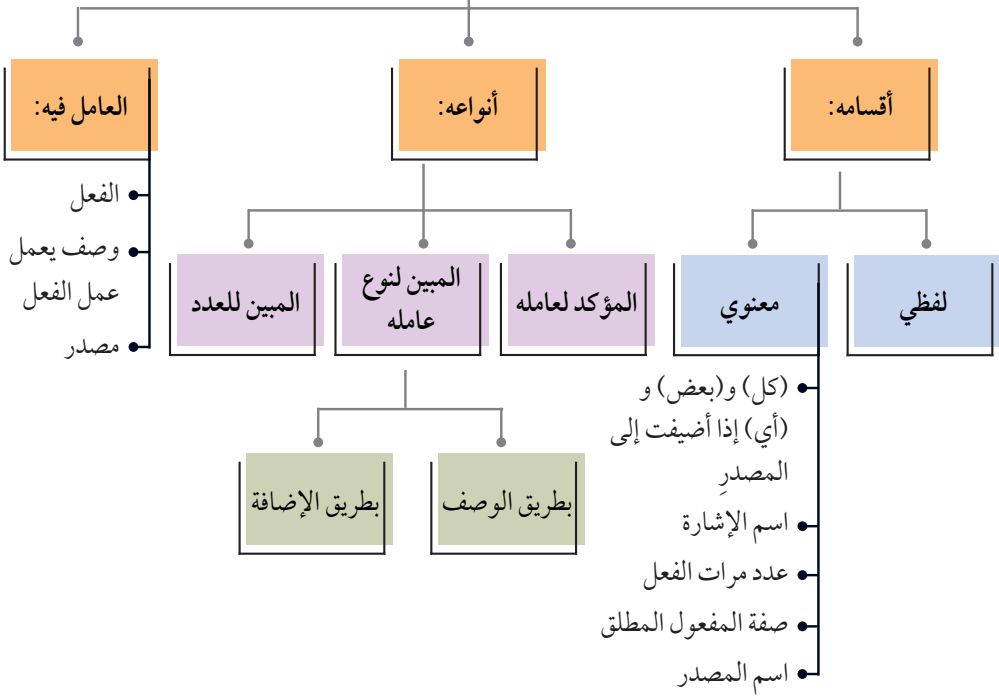 أقسامه:
أنواعه:
العامل فيه:
لفظي
معنوي
(كل) و(بعض) و
(أي) إذا أضيفت إلى
المصدرِ
اسم الإشارة
عدد مرات الفعل
صفة المفعول المطلق
اسم المصدر
المؤكد لعامله
المبين لنوع
عامله
المبين للعدد
بطريق الوصف
بطريق الإضافة
الفعل
وصف يعمل
عمل الفعل
مصدر